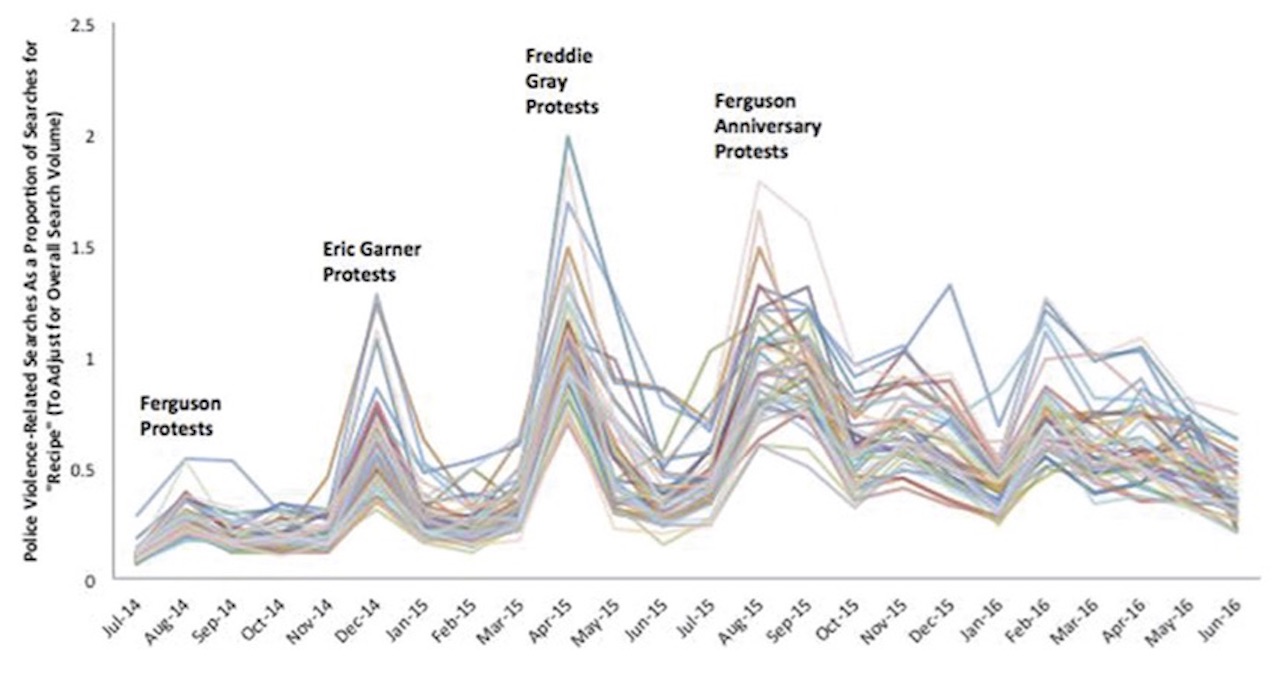 Police Violence-Related Searches As a Proportion of Searches for
"Recipe" (To Adjust for Overall Search Volume)
2.5
2
1.5
1
0.5
0
Ferguson
Protests
Eric Garner
Protests
Freddie
Gray
Protests
Ferguson
Anniversary
Protests
Jul-14
Aug-14
Sep-14
Oct-14
Nov-14
Dec-14
Jan-15
Feb-15
Mar-15
Apr-15
May-15
Jun-15
Jul-15
Aug-15
Sep-15
Oct-15
Nov-15
Dec-15
Jan-16
Feb-16
Mar-16
Apr-16
May-16
Jun-16